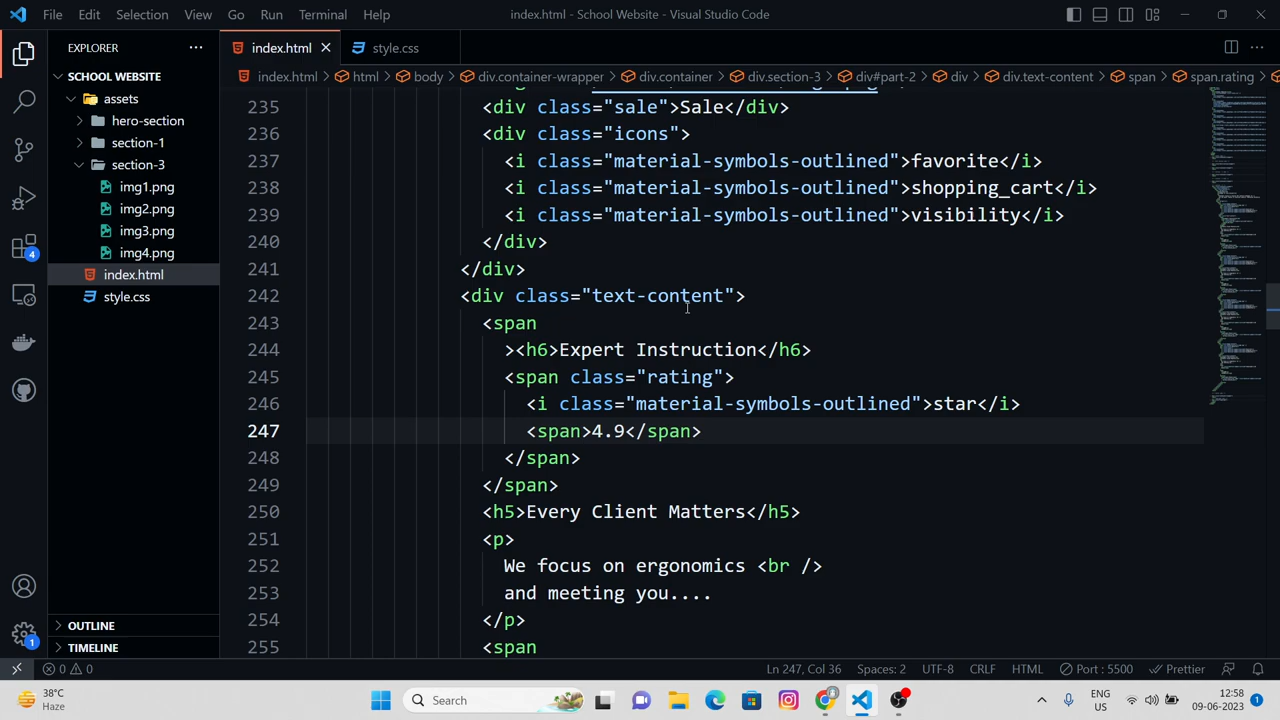 File Edit Selection View Go Run Terminal Help index.html - School Website - Visual Studio Code
EXPLORER
index.html
style.css
SCHOOL WEBSITE
assets
hero-section
section-1
section-3
img1.png
img2.png
img3.png
img4.png
index.html
style.css
OUTLINE
TIMELINE
4
1
index.html > html > body > div.container-wrapper > div.container > div.section-3 > div#part-2 > div > div.text-content > span > span.rating
235 <div class="sale">Sale</div>
236 <div class="icons">
237 <i class="material-symbols-outlined">favorite</i>
238 <i class="material-symbols-outlined">shopping_cart</i>
239 <i class="material-symbols-outlined">visibility</i>
240 </div>
241 </div>
242 <div class="text-content">
243 <span
244 ><h6>Expert Instruction</h6>
245 <span class="rating">
246 <i class="material-symbols-outlined">star</i>
247 <span>4.9</span>
248 </span>
249 </span>
250 <h5>Every Client Matters</h5>
251 <p>
252 We focus on ergonomics <br />
253 and meeting you....
254 </p>
255 <span
0 0 Ln 247, Col 36 Spaces: 2 UTF-8 CRLF HTML Port : 5500 Prettier
38°C
Haze
Search
ENG
US
12:58
09-06-2023
1